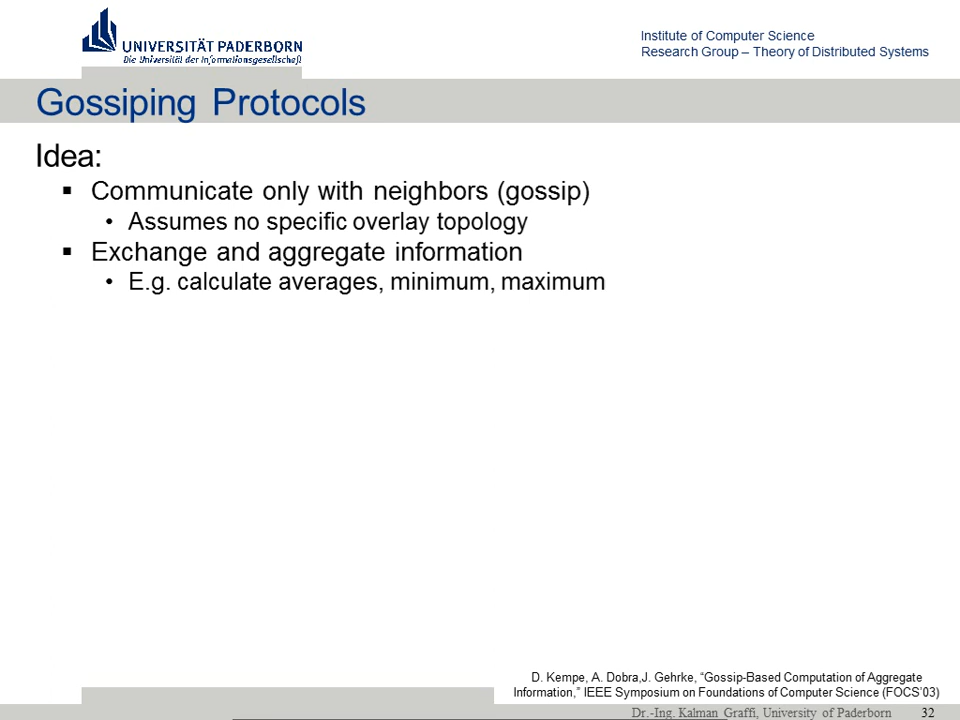 UNIVERSITÄT PADERBORN
Die Universität der Informationsgesellschaft
Institute of Computer Science
Research Group – Theory of Distributed Systems
Gossiping Protocols
Idea:
▪ Communicate only with neighbors (gossip)
• Assumes no specific overlay topology
▪ Exchange and aggregate information
• E.g. calculate averages, minimum, maximum
D. Kempe, A. Dobra,J. Gehrke, “Gossip-Based Computation of Aggregate
Information,” IEEE Symposium on Foundations of Computer Science (FOCS’03)
Dr.-Ing. Kalman Graffi, University of Paderborn 32